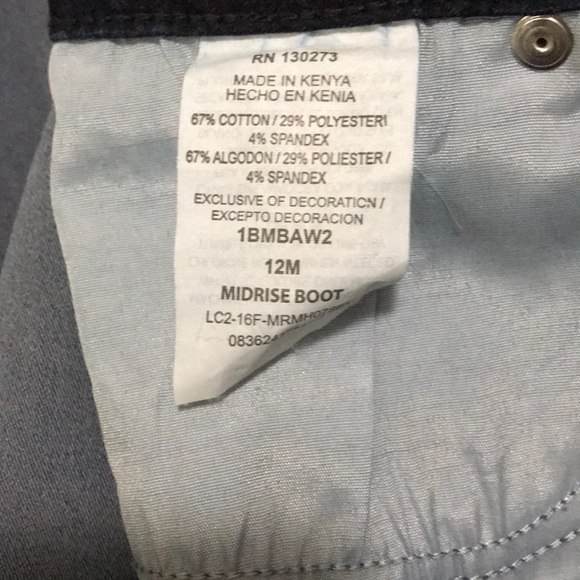 RN 130273
MADE IN KENYA
HECHO EN KENIA
67% COTTON / 29% POLYESTER/
4% SPANDEX
67% ALGODON / 29% POLIESTER /
4% SPANDEX
EXCLUSIVE OF DECORATION /
EXCEPTO DECORACION
1BMBAW2
12M
MIDRISE BOOT